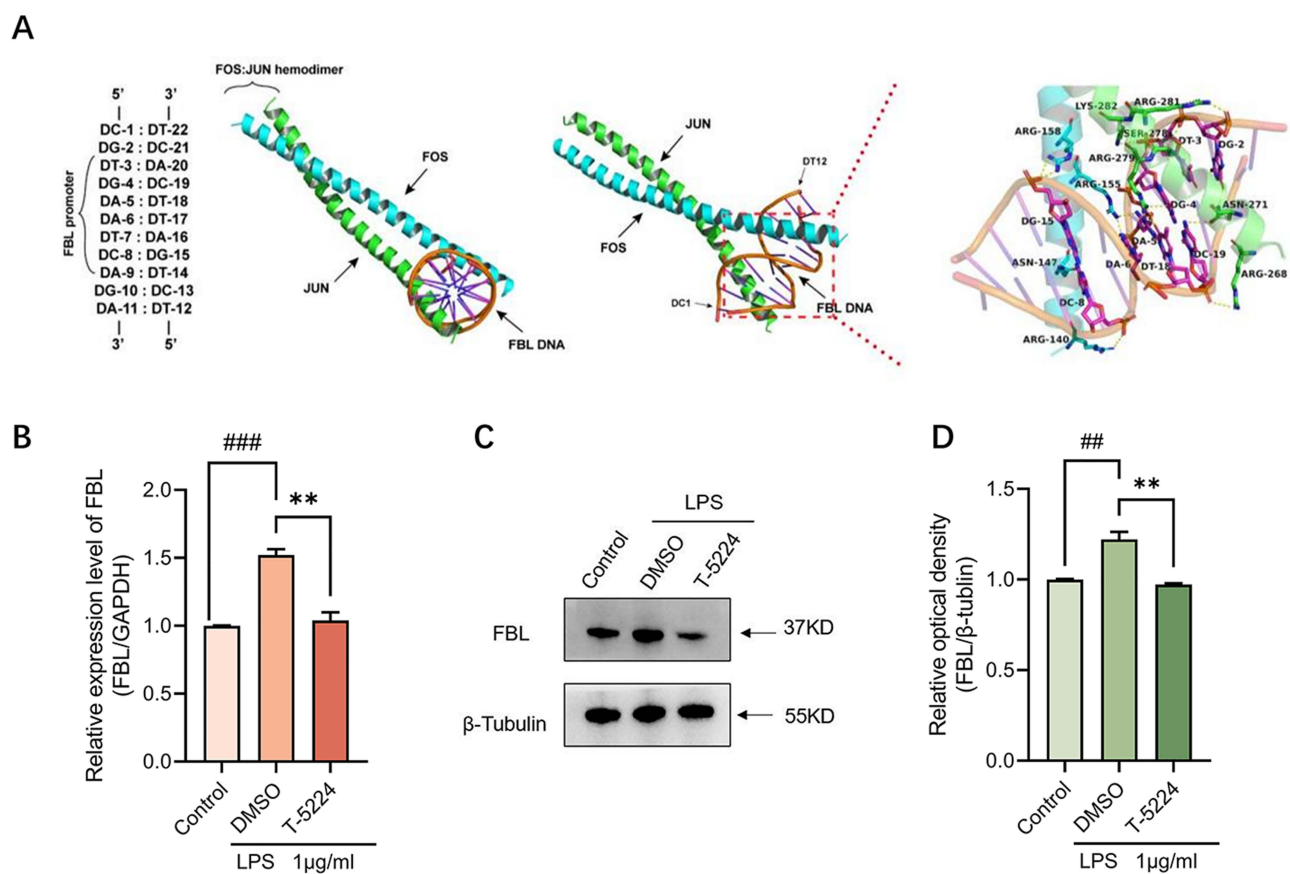 A
5' 3'
DC-1 : DT-22
DG-2 : DC-21
DT-3 : DA-20
DG-4 : DC-19
DA-5 : DT-18
DA-6 : DT-17
DT-7 : DA-16
DC-8 : DG-15
DA-9 : DT-14
DG-10 : DC-13
DA-11 : DT-12
3' 5'
FBL promoter
FOS:JUN hemodimer
FOS
JUN
FBL DNA
JUN
FOS
DT12
DC1
FBL DNA
LYS-282
ARG-281
ARG-158
SER-278
DT-3
DG-2
ARG-279
ARG-155
DG-4
ASN-271
DG-15
DA-5
ASN-147
DA-6
DT-18
DC-19
ARG-268
DC-8
ARG-140
B
###
**
Relative expression level of FBL
(FBL/GAPDH)
2.0
1.5
1.0
0.5
0.0
Control
DMSO
T-5224
LPS 1μg/ml
C
LPS
Control
DMSO
T-5224
FBL
37KD
β-Tubulin
55KD
D
##
**
Relative optical density
(FBL/β-tublin)
1.5
1.0
0.5
0.0
Control
DMSO
T-5224
LPS 1μg/ml